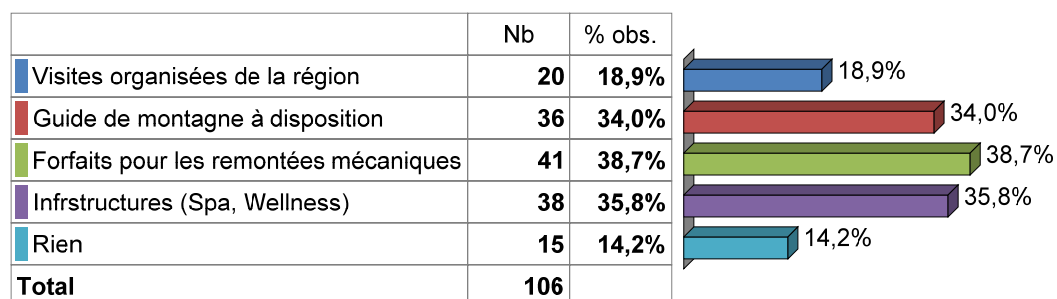 Nb % obs.
Visites organisées de la région 20 18,9% 18,9%
Guide de montagne à disposition 36 34,0% 34,0%
Forfaits pour les remontées mécaniques 41 38,7% 38,7%
Infrstructures (Spa, Wellness) 38 35,8% 35,8%
Rien 15 14,2% 14,2%
Total 106